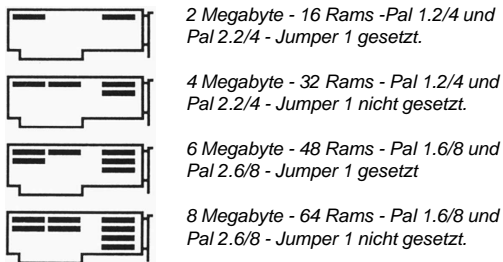 2 Megabyte - 16 Rams -Pal 1.2/4 und
Pal 2.2/4 - Jumper 1 gesetzt.
4 Megabyte - 32 Rams - Pal 1.2/4 und
Pal 2.2/4 - Jumper 1 nicht gesetzt.
6 Megabyte - 48 Rams - Pal 1.6/8 und
Pal 2.6/8 - Jumper 1 gesetzt
8 Megabyte - 64 Rams - Pal 1.6/8 und
Pal 2.6/8 - Jumper 1 nicht gesetzt.